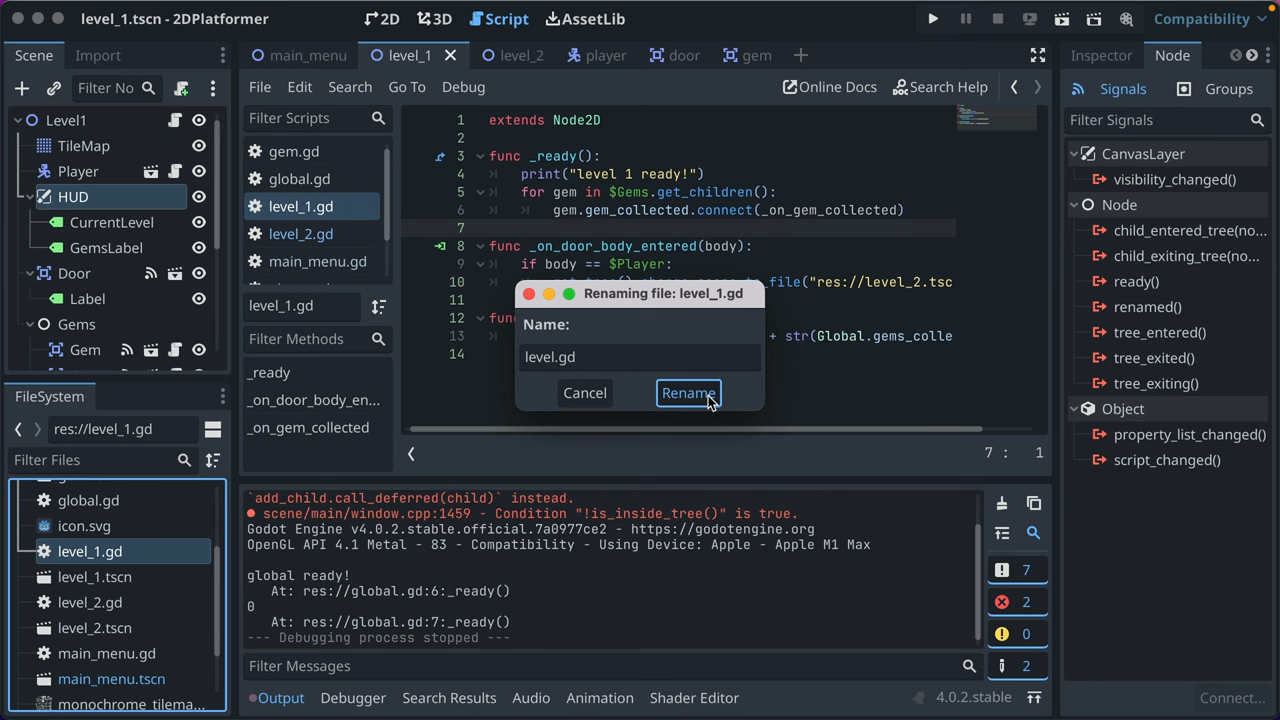 level_1.tscn - 2DPlatformer
2D
3D
Script
AssetLib
Compatibility
Scene
Import
main_menu
level_1
level_2
player
door
gem
Inspector
Node
Filter No
File
Edit
Search
Go To
Debug
Online Docs
Search Help
Signals
Groups
Filter Signals
Level1
TileMap
Player
HUD
CurrentLevel
GemsLabel
Door
Label
Gems
Gem
Filter Scripts
gem.gd
global.gd
level_1.gd
level_2.gd
main_menu.gd
level_1.gd
Filter Methods
_ready
_on_door_body_en...
_on_gem_collected
1 extends Node2D
2
3 func _ready():
4 print("level 1 ready!")
5 for gem in $Gems.get_children():
6 gem.gem_collected.connect(_on_gem_collected)
7
8 func _on_door_body_entered(body):
9 if body == $Player:
10 _file("res://level_2.tsc
11
12 func
13 + str(Global.gems_colle
14
Renaming file: level_1.gd
Name:
level.gd
Cancel
Rename
7 : 1
CanvasLayer
visibility_changed()
Node
child_entered_tree(no...
child_exiting_tree(no...
ready()
renamed()
tree_entered()
tree_exited()
tree_exiting()
Object
property_list_changed()
script_changed()
FileSystem
res://level_1.gd
Filter Files
global.gd
icon.svg
level_1.gd
level_1.tscn
level_2.gd
level_2.tscn
main_menu.gd
main_menu.tscn
monochrome_tilema...
`add_child.call_deferred(child)` instead.
scene/main/window.cpp:1459 - Condition "!is_inside_tree()" is true.
Godot Engine v4.0.2.stable.official.7a0977ce2 - https://godotengine.org
OpenGL API 4.1 Metal - 83 - Compatibility - Using Device: Apple - Apple M1 Max
global ready!
At: res://global.gd:6:_ready()
0
At: res://global.gd:7:_ready()
--- Debugging process stopped ---
7
2
0
2
Filter Messages
Output
Debugger
Search Results
Audio
Animation
Shader Editor
4.0.2.stable
Connect...